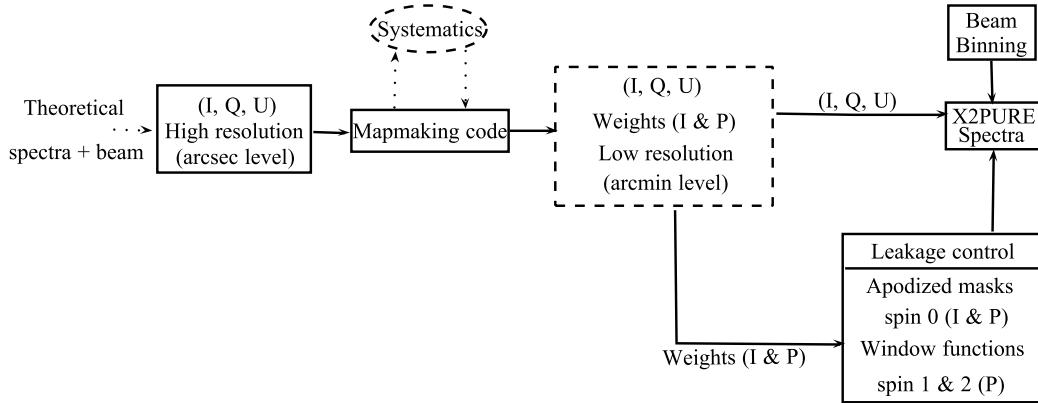 Systematics
Beam
Binning
Theoretical
spectra + beam
(I, Q, U)
High resolution
(arcsec level)
Mapmaking code
(I, Q, U)
Weights (I & P)
Low resolution
(arcmin level)
(I, Q, U)
X2PURE
Spectra
Weights (I & P)
Leakage control
Apodized masks
spin 0 (I & P)
Window functions
spin 1 & 2 (P)